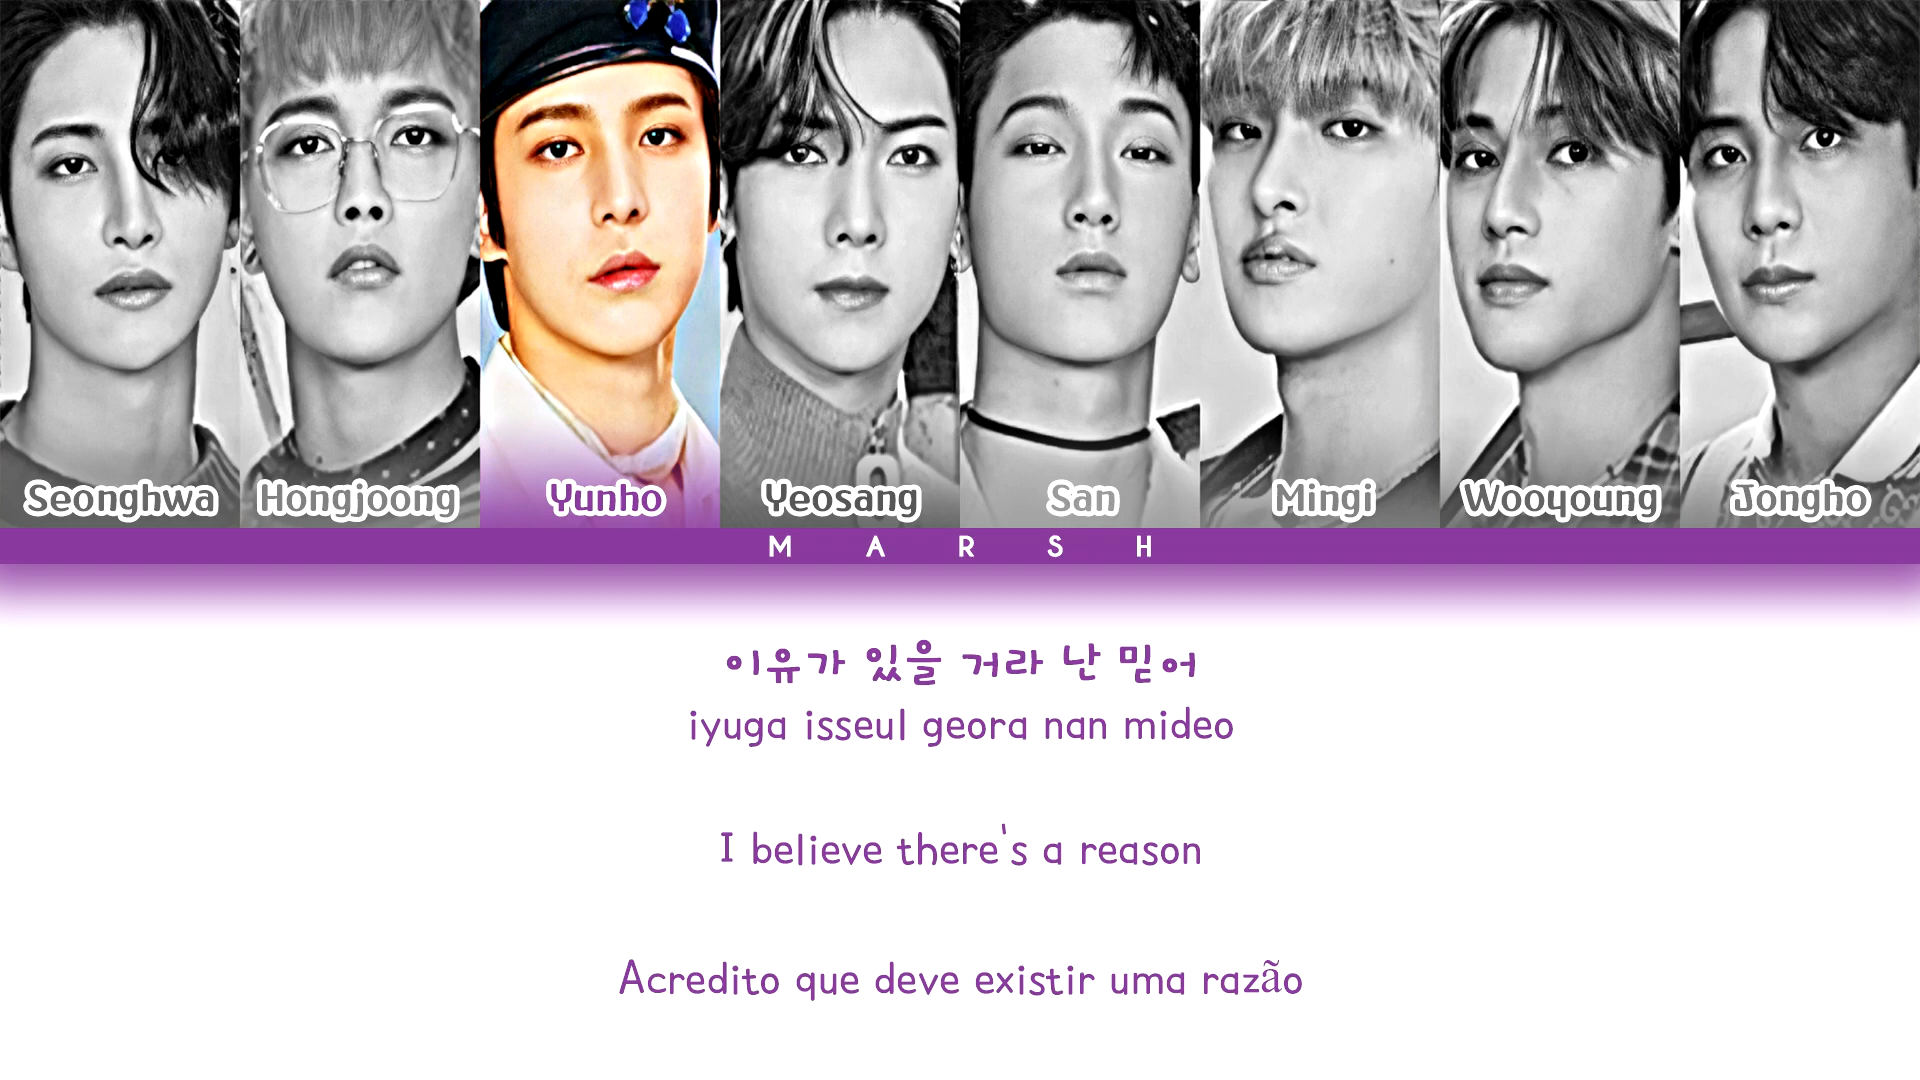 Seonghwa Hongjoong Yunho Yeosang San Mingi Wooyoung Jongho
MARSH
이유가 있을 거라 난 믿어
iyuga isseul geora nan mideo
I believe there's a reason
Acredito que deve existir uma razão